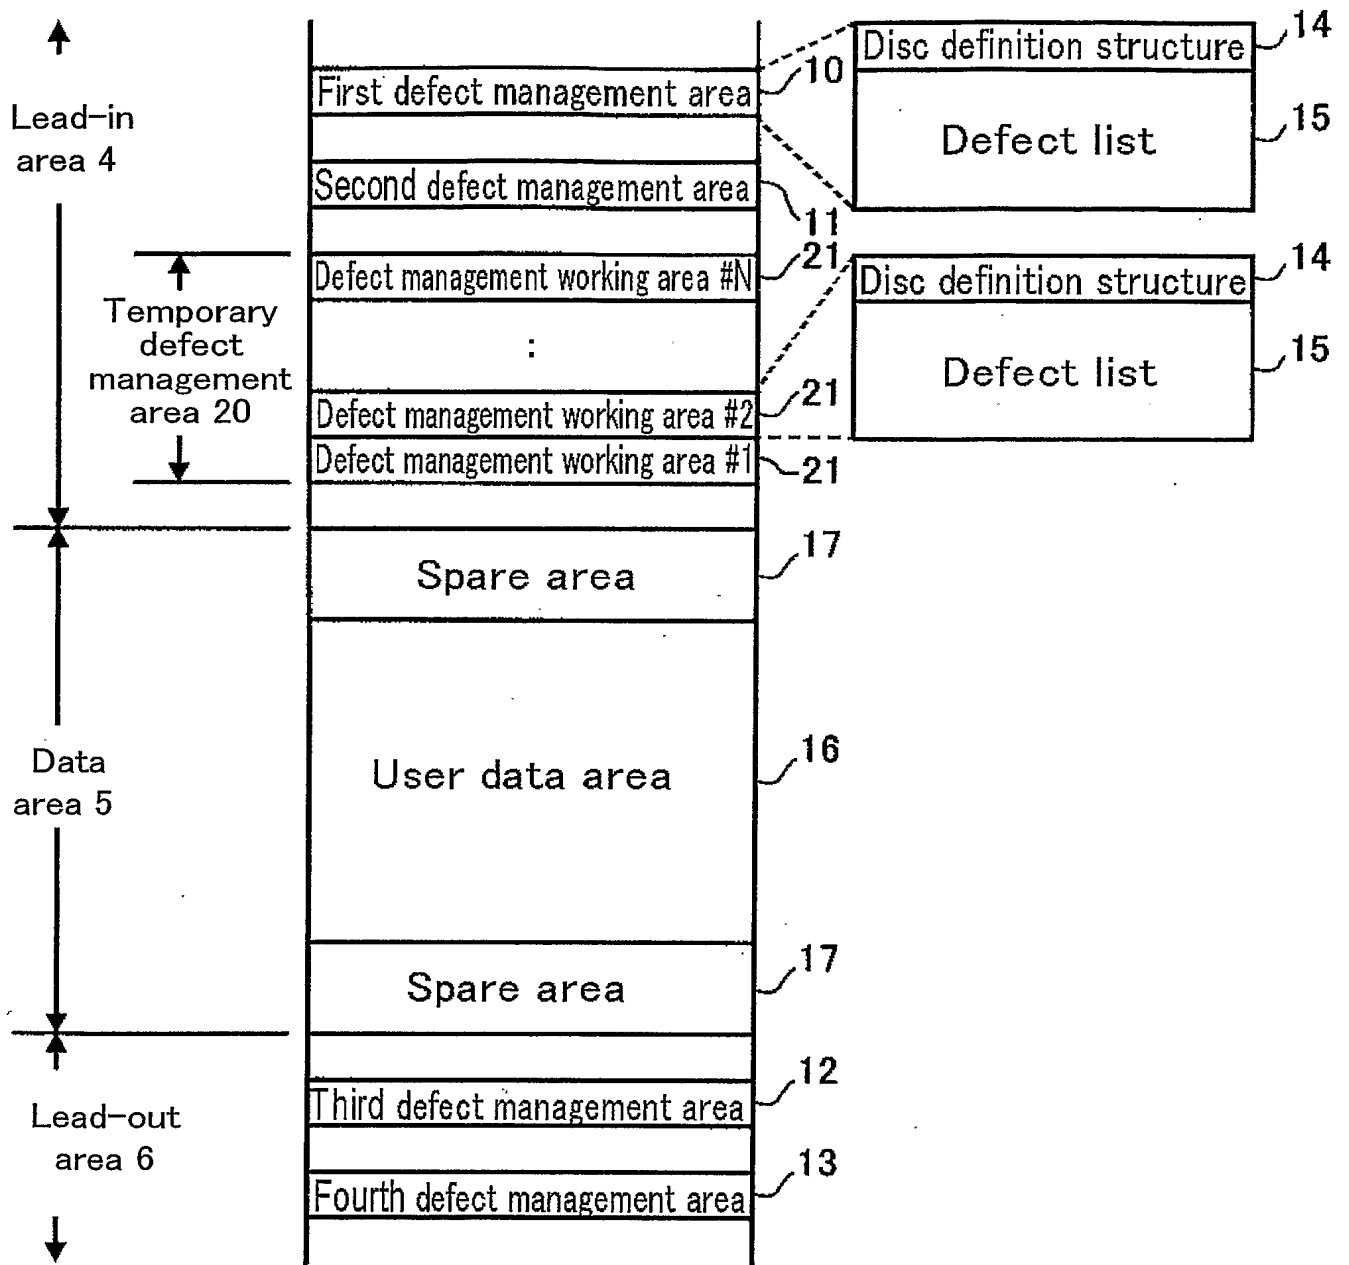 Lead-in
area 4
First defect management area
10
Disc definition structure
14
Defect list
15
Second defect management area
11
Temporary
defect
management
area 20
Defect management working area #N
21
:
Defect management working area #2
21
Defect management working area #1
21
Disc definition structure
14
Defect list
15
Data
area 5
Spare area
17
User data area
16
Spare area
17
Lead-out
area 6
Third defect management area
12
Fourth defect management area
13